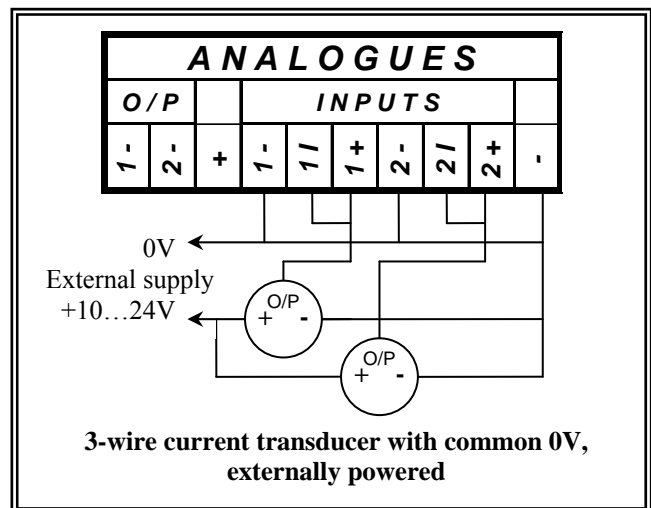 ANALOGUES
O/P INPUTS
1- 2- + 1- 1I 1+ 2- 2I 2+ -
0V
External supply
+10…24V
O/P
+ -
O/P
+ -
3-wire current transducer with common 0V,
externally powered